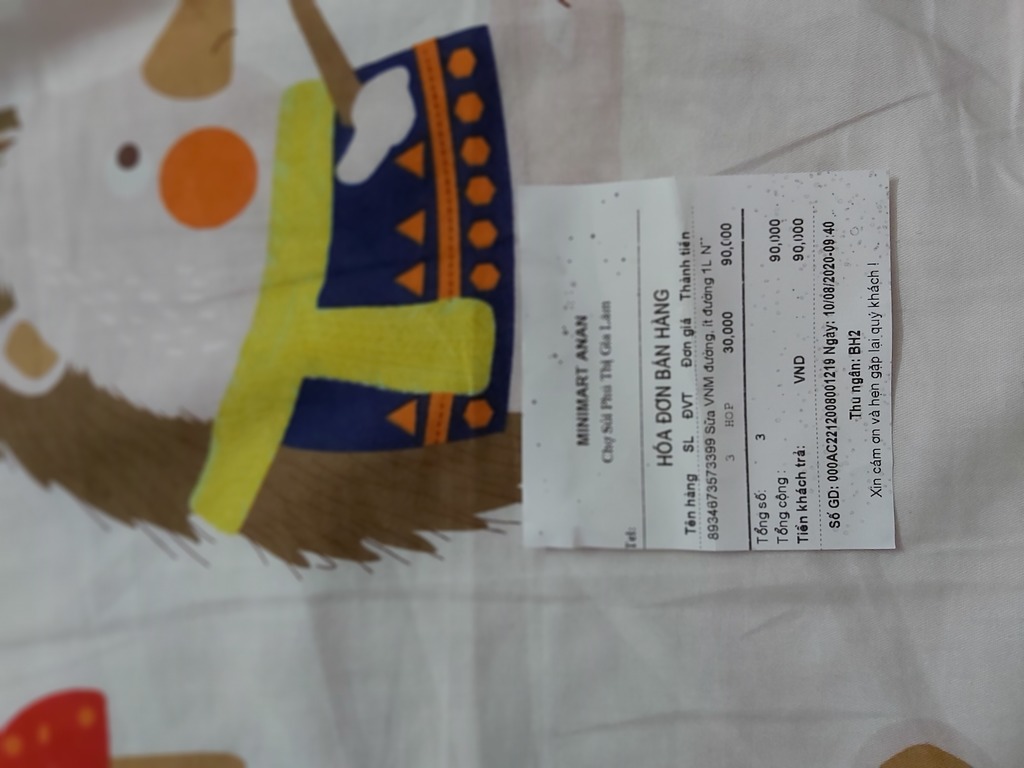 MINIMART ANAN
Chợ Sủi Phú Thị Gia Lâm
Tel:
HÓA ĐƠN BÁN HÀNG
Tên hàng SL ĐVT Đơn giá Thành tiền
8934673573399 Sữa VNM đường, ít đường 1L N"
3 HOP 30,000 90,000
Tổng số: 3
Tổng cộng : 90,000
Tiền khách trả: VND 90,000
Số GD: 000AC2212008001219 Ngày: 10/08/2020-09:40
Thu ngân: BH2
Xin cám ơn và hẹn gặp lại quý khách !